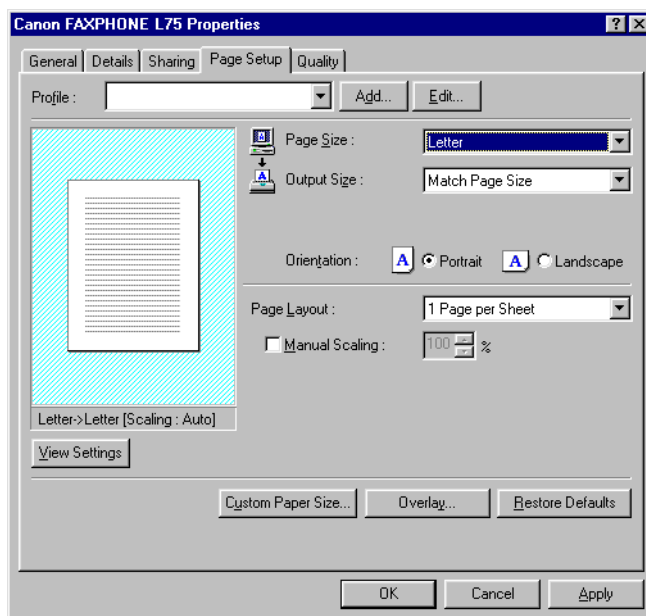 Canon FAXPHONE L75 Properties
General Details Sharing Page Setup Quality
Profile : Add... Edit...
Page Size : Letter
Output Size : Match Page Size
Orientation : A Portrait A Landscape
Page Layout : 1 Page per Sheet
Manual Scaling : 100 %
Letter->Letter [Scaling : Auto]
View Settings
Custom Paper Size... Overlay... Restore Defaults
OK Cancel Apply